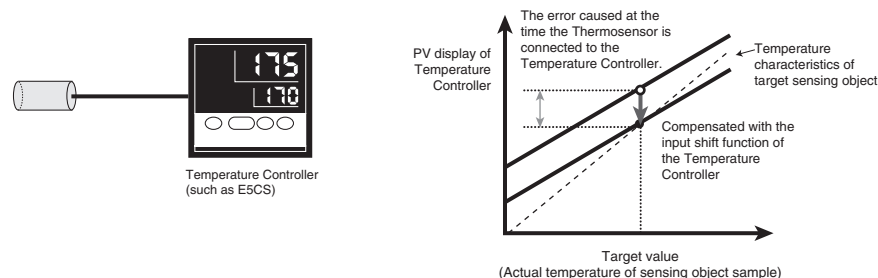 175
170
Temperature Controller
(such as E5CS)
The error caused at the
time the Thermosensor is
connected to the
Temperature Controller.
PV display of
Temperature
Controller
Temperature
characteristics of
target sensing object
Compensated with the
input shift function of
the Temperature
Controller
Target value
(Actual temperature of sensing object sample)